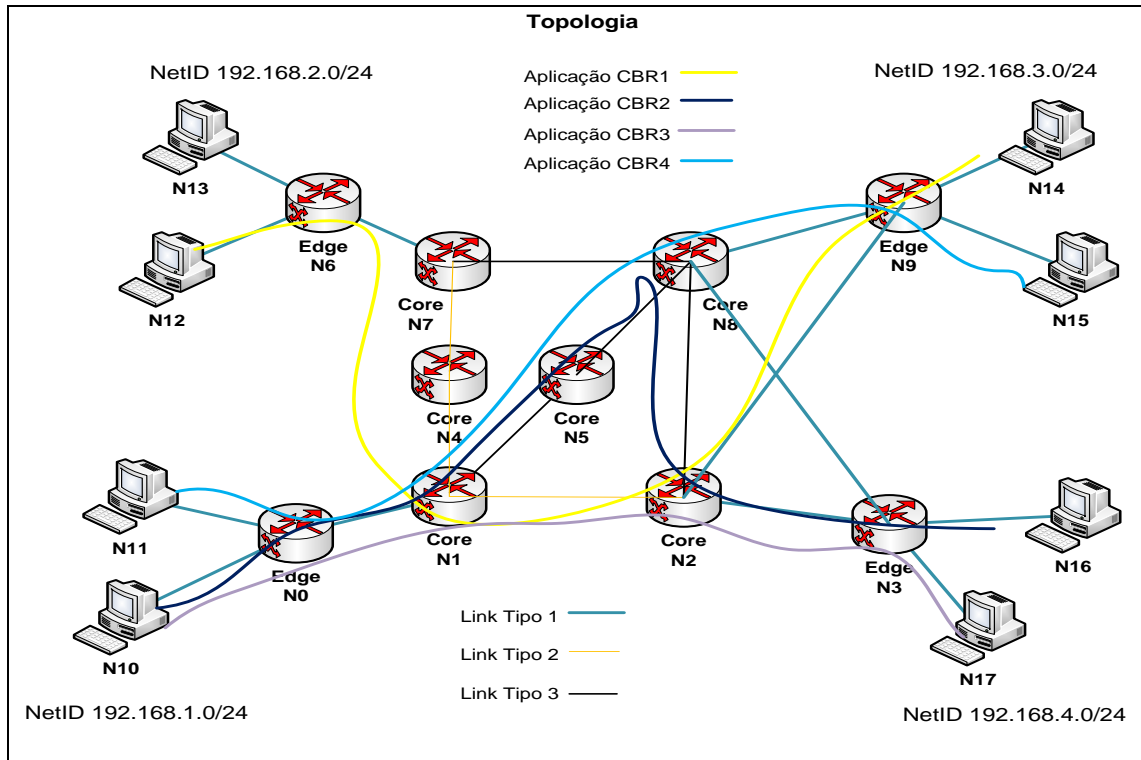 Topologia
NetID 192.168.2.0/24
NetID 192.168.3.0/24
Aplicação CBR1
Aplicação CBR2
Aplicação CBR3
Aplicação CBR4
N13
N14
Edge
N6
Edge
N9
N12
Core
N7
Core
N8
N15
Core
N4
Core
N5
N11
Core
N1
Core
N2
N16
Edge
N0
Edge
N3
N10
Link Tipo 1
Link Tipo 2
Link Tipo 3
N17
NetID 192.168.1.0/24
NetID 192.168.4.0/24